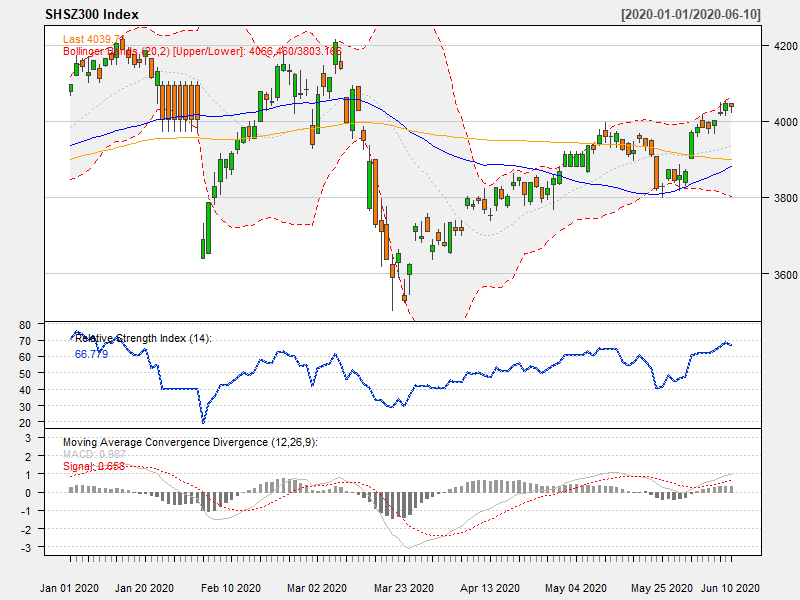 SHSZ300 Index [2020-01-01/2020-06-10]
Last 4039.71
Bollinger Bands (20,2) [Upper/Lower]: 4066.460/3803.166
4200
4000
3800
3600
Relative Strength Index (14):
66.779
80
70
60
50
40
30
20
Moving Average Convergence Divergence (12,26,9):
MACD: 0.987
Signal: 0.658
3
2
1
0
-1
-2
-3
Jan 01 2020 Jan 20 2020 Feb 10 2020 Mar 02 2020 Mar 23 2020 Apr 13 2020 May 04 2020 May 25 2020 Jun 10 2020